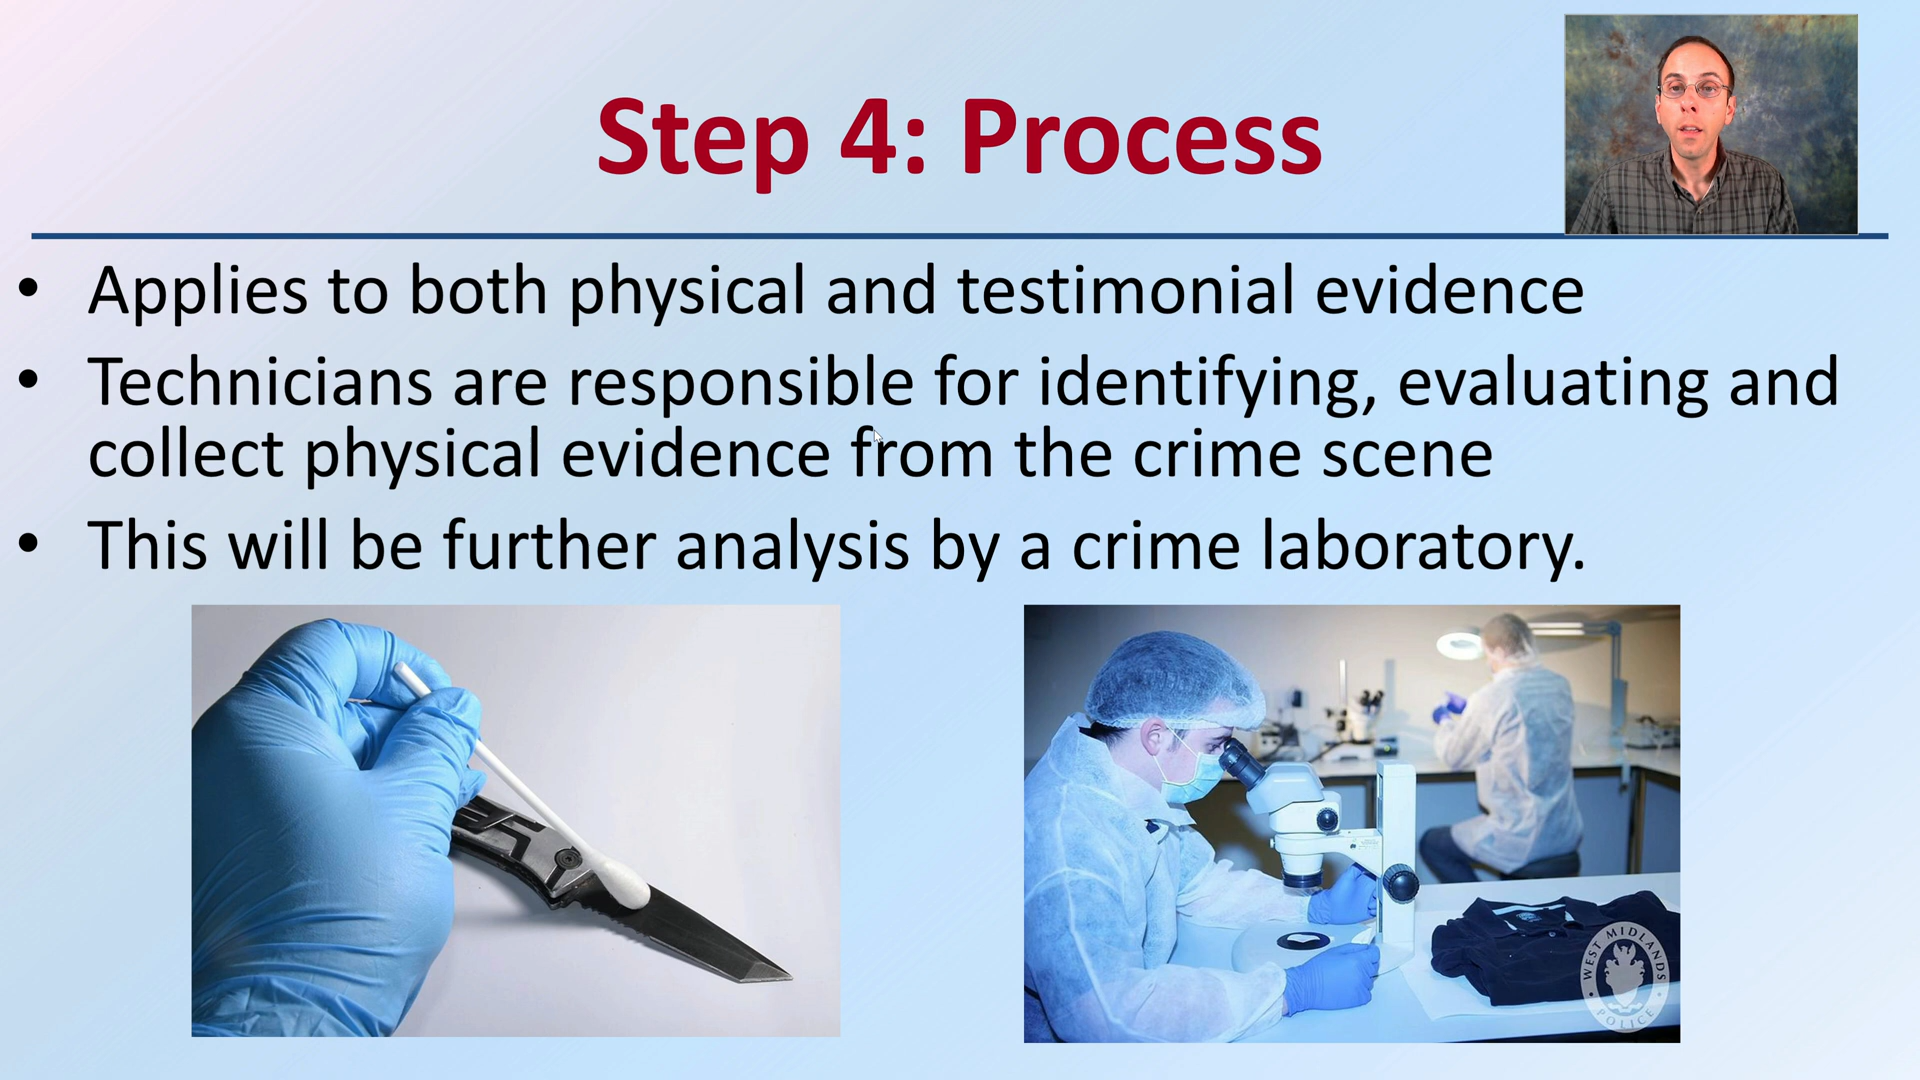 Step 4: Process
• Applies to both physical and testimonial evidence
• Technicians are responsible for identifying, evaluating and
collect physical evidence from the crime scene
• This will be further analysis by a crime laboratory.
WEST MIDLANDS
POLICE